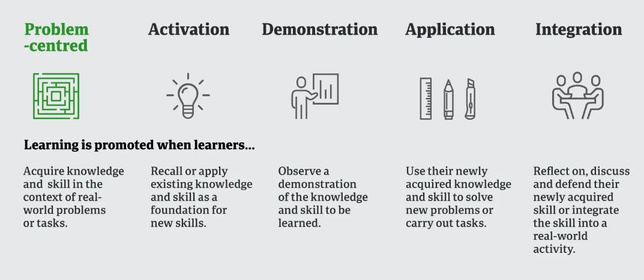 Problem
-centred
Activation
Demonstration
Application
Integration
Learning is promoted when learners...
Acquire knowledge
and skill in the
context of real-
world problems
or tasks.
Recall or apply
existing knowledge
and skill as a
foundation for
new skills.
Observe a
demonstration
of the knowledge
and skill to be
learned.
Use their newly
acquired knowledge
and skill to solve
new problems or
carry out tasks.
Reflect on, discuss
and defend their
newly acquired
skill or integrate
the skill into a
real-world
activity.